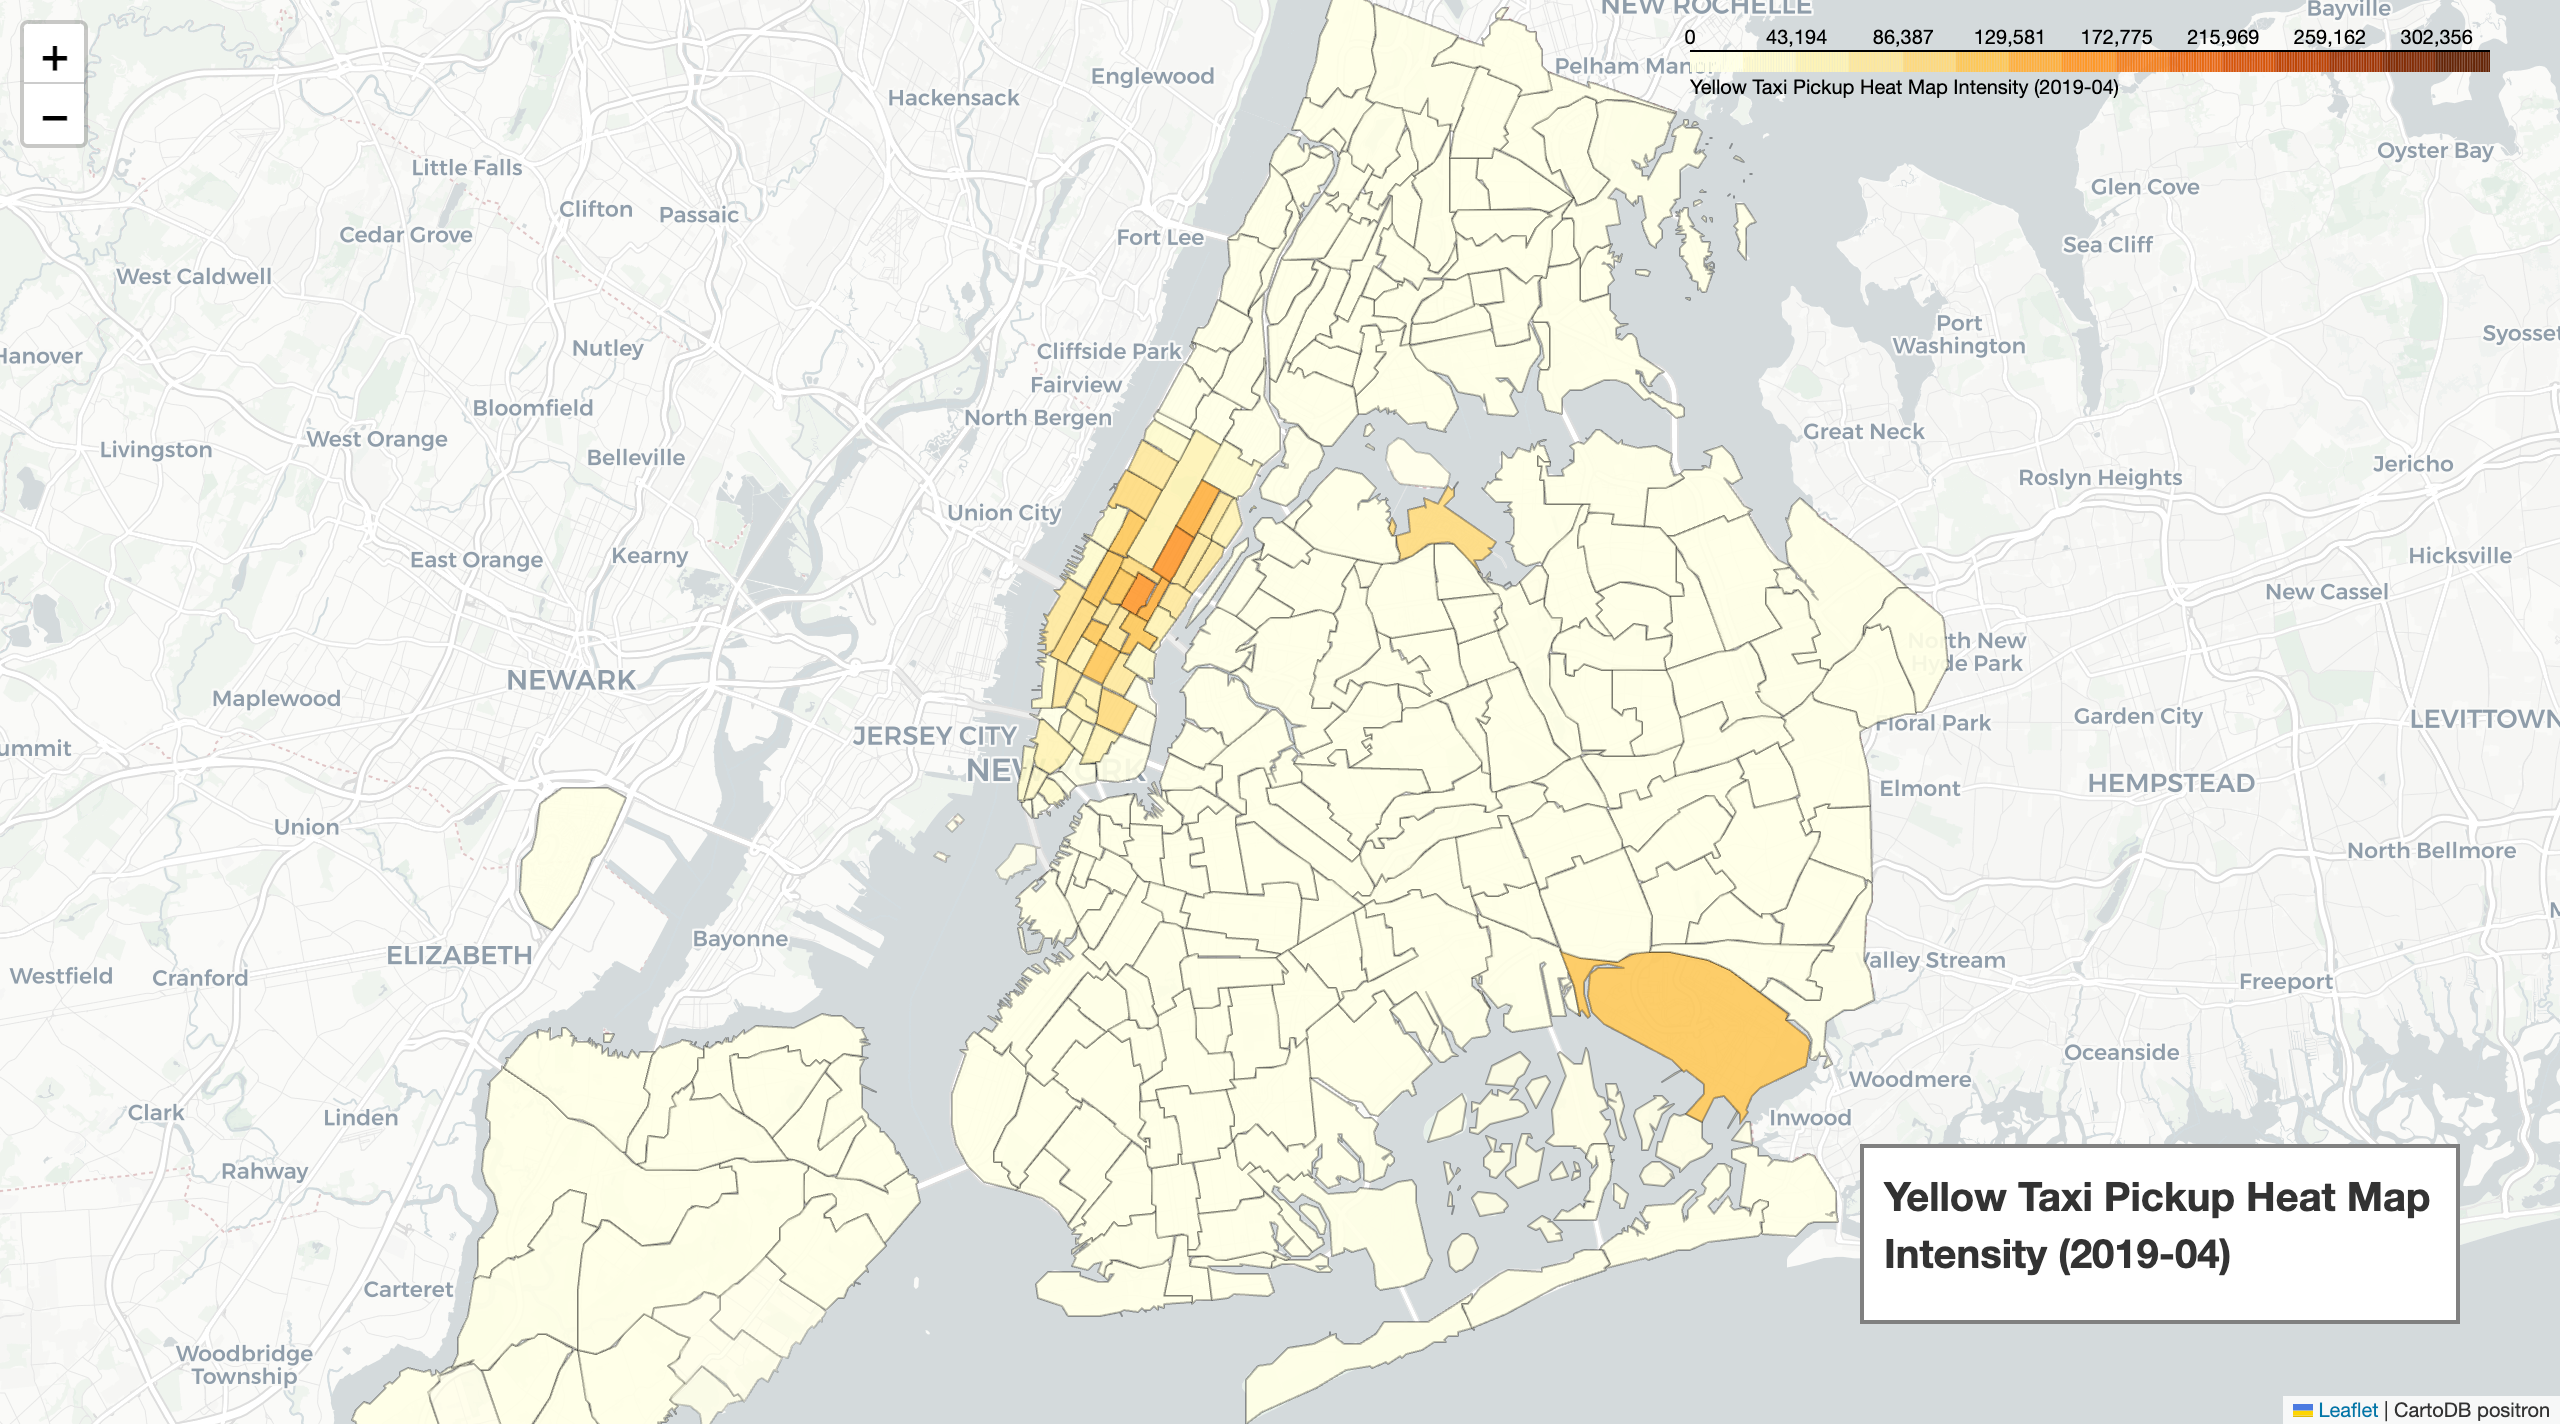 +
−
NEW ROCHELLE
Bayville
0 43,194 86,387 129,581 172,775 215,969 259,162 302,356
Pelham Manor
Yellow Taxi Pickup Heat Map Intensity (2019-04)
Englewood
Hackensack
Little Falls
Oyster Bay
Glen Cove
Clifton
Passaic
Cedar Grove
Fort Lee
Sea Cliff
West Caldwell
Port
Washington
Syosset
Hanover
Nutley
Cliffside Park
Fairview
Bloomfield
North Bergen
Great Neck
West Orange
Livingston
Belleville
Jericho
Roslyn Heights
Union City
East Orange
Kearny
Hicksville
New Cassel
North New
Hyde Park
NEWARK
Maplewood
Floral Park
Garden City
LEVITTOWN
JERSEY CITY
ummit
NEW YORK
HEMPSTEAD
Elmont
Union
North Bellmore
Bayonne
ELIZABETH
Valley Stream
Westfield
Cranford
Freeport
Oceanside
Woodmere
Clark
Linden
Inwood
Rahway
Yellow Taxi Pickup Heat Map
Intensity (2019-04)
Carteret
Woodbridge
Township
Leaflet | CartoDB positron